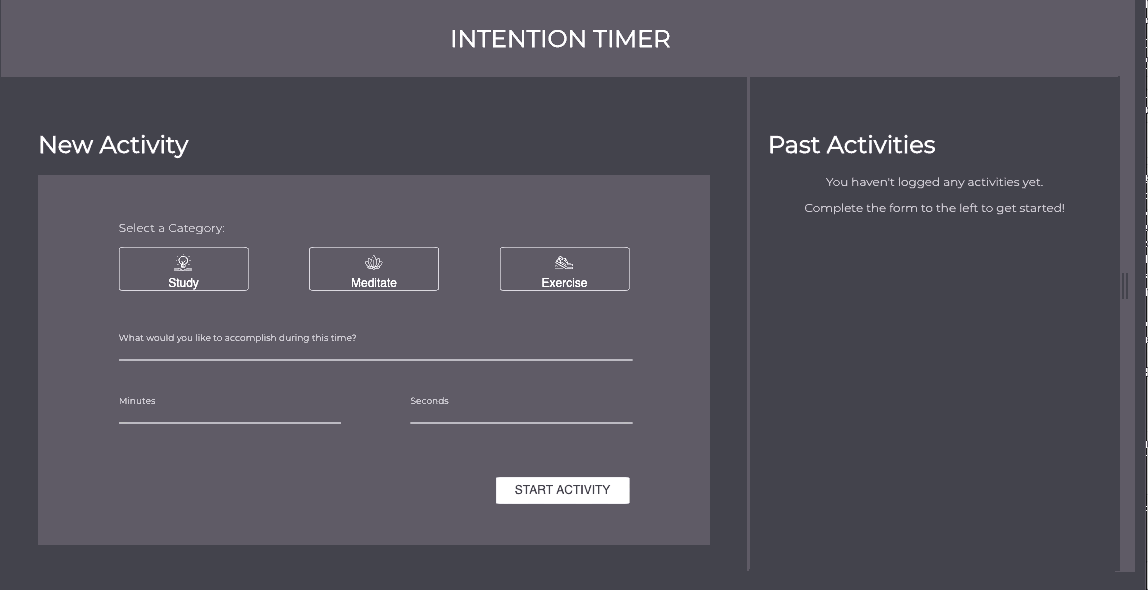 INTENTION TIMER
New Activity
Select a Category:
Study
Meditate
Exercise
What would you like to accomplish during this time?
Minutes
Seconds
START ACTIVITY
Past Activities
You haven't logged any activities yet.
Complete the form to the left to get started!